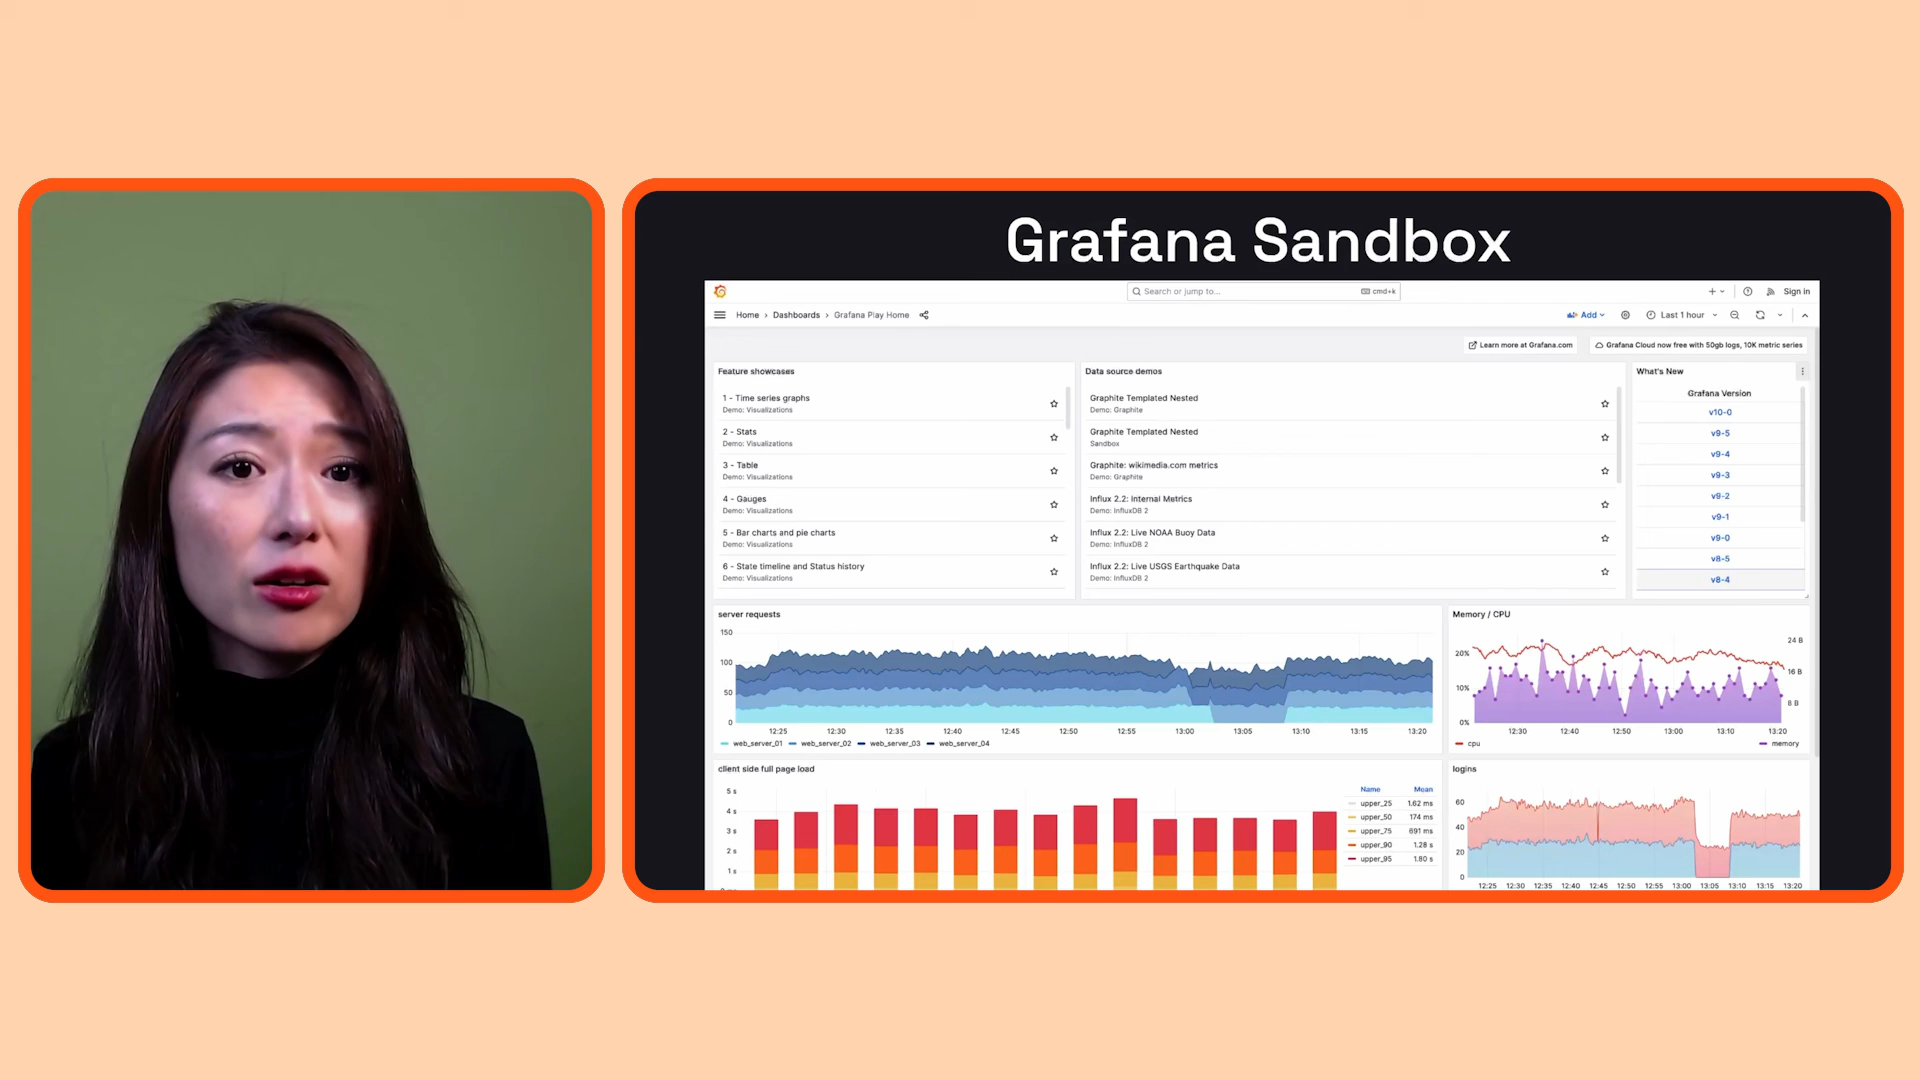 Grafana Sandbox
Search or jump to... cmd+k Sign in
Home › Dashboards › Grafana Play Home Add Last 1 hour
Learn more at Grafana.com Grafana Cloud now free with 50gb logs, 10K metric series
Feature showcases
1 - Time series graphs
Demo: Visualizations
2 - Stats
Demo: Visualizations
3 - Table
Demo: Visualizations
4 - Gauges
Demo: Visualizations
5 - Bar charts and pie charts
Demo: Visualizations
6 - State timeline and Status history
Demo: Visualizations
Data source demos
Graphite Templated Nested
Demo: Graphite
Graphite Templated Nested
Sandbox
Graphite: wikimedia.com metrics
Demo: Graphite
Influx 2.2: Internal Metrics
Demo: InfluxDB 2
Influx 2.2: Live NOAA Buoy Data
Demo: InfluxDB 2
Influx 2.2: Live USGS Earthquake Data
Demo: InfluxDB 2
What's New
Grafana Version
v10-0
v9-5
v9-4
v9-3
v9-2
v9-1
v9-0
v8-5
v8-4
server requests
150
100
50
0
12:25 12:30 12:35 12:40 12:45 12:50 12:55 13:00 13:05 13:10 13:15 13:20
web_server_01 web_server_02 web_server_03 web_server_04
Memory / CPU
20% 24 B
16 B
10%
8 B
0%
12:30 12:40 12:50 13:00 13:10 13:20
cpu memory
client side full page load
5 s
4 s
3 s
2 s
1 s
Name Mean
upper_25 1.62 ms
upper_50 174 ms
upper_75 691 ms
upper_90 1.28 s
upper_95 1.80 s
logins
60
40
20
0
12:25 12:30 12:35 12:40 12:45 12:50 12:55 13:00 13:05 13:10 13:15 13:20